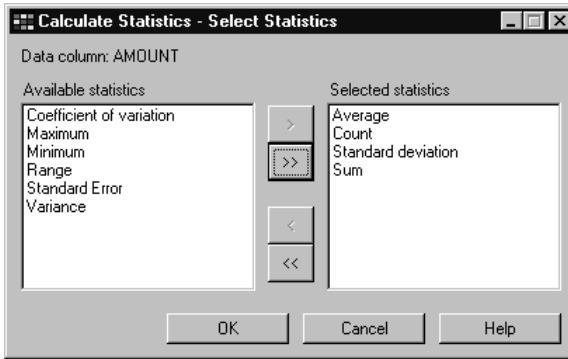 Calculate Statistics - Select Statistics
Data column: AMOUNT
Available statistics
Coefficient of variation
Maximum
Minimum
Range
Standard Error
Variance
>
>>
<
<<
Selected statistics
Average
Count
Standard deviation
Sum
OK
Cancel
Help